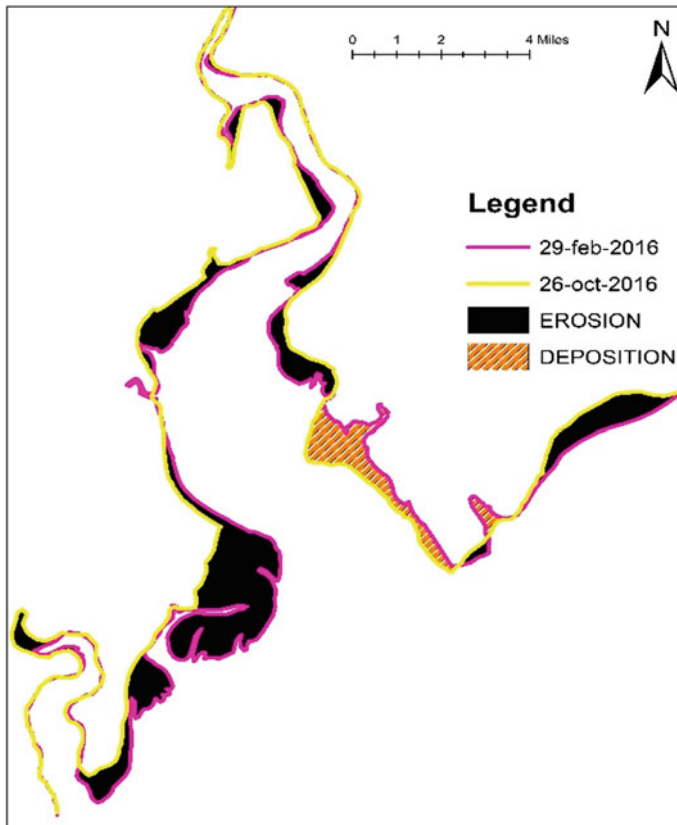 N
0 1 2 4 Miles
Legend
29-feb-2016
26-oct-2016
EROSION
DEPOSITION